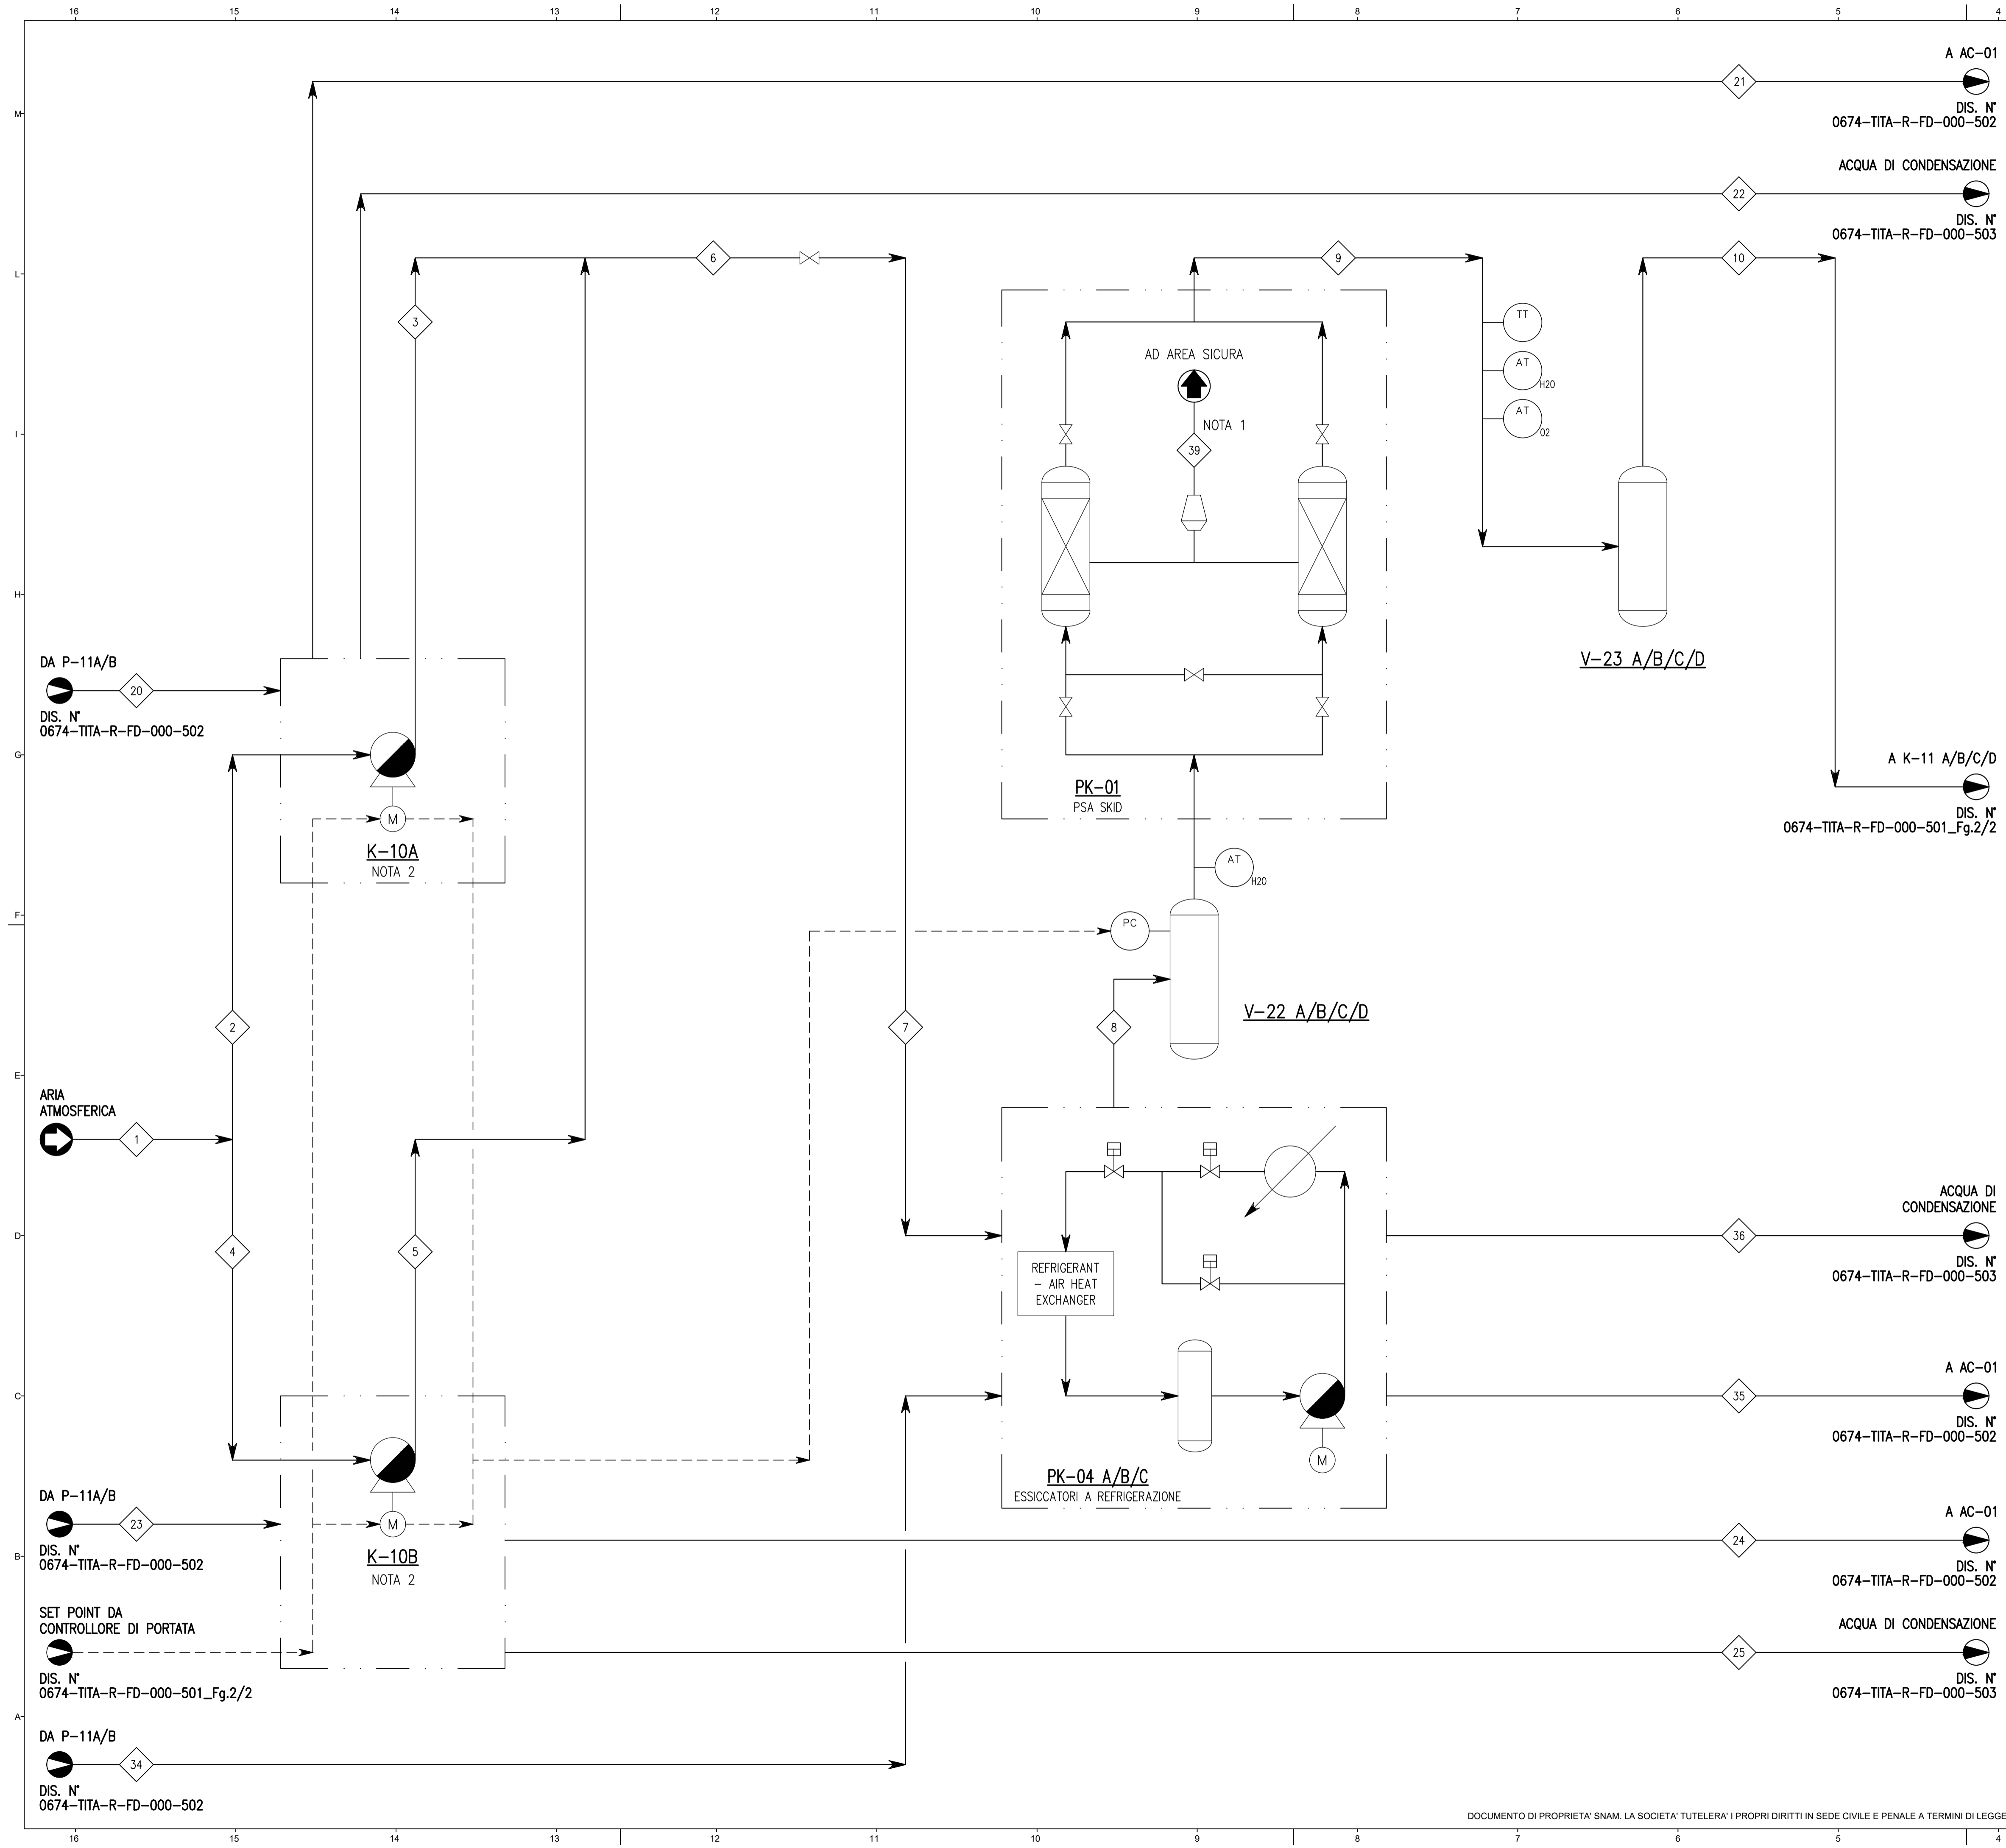 16 15 14 13 12 11 10 9 8 7 6 5 4
M
L
I
H
G
F
E
D
C
B
A
A AC-01
21
DIS. N°
0674-TITA-R-FD-000-502
ACQUA DI CONDENSAZIONE
22
DIS. N°
0674-TITA-R-FD-000-503
6
9
10
3
TT
AT
H20
AT
02
AD AREA SICURA
NOTA 1
39
V-23 A/B/C/D
DA P-11A/B
20
DIS. N°
0674-TITA-R-FD-000-502
M
K-10A
NOTA 2
PK-01
PSA SKID
A K-11 A/B/C/D
DIS. N°
0674-TITA-R-FD-000-501_Fg.2/2
AT
H20
PC
V-22 A/B/C/D
2
7
8
ARIA
ATMOSFERICA
1
4
5
REFRIGERANT
- AIR HEAT
EXCHANGER
ACQUA DI
CONDENSAZIONE
36
DIS. N°
0674-TITA-R-FD-000-503
A AC-01
35
DIS. N°
0674-TITA-R-FD-000-502
M
PK-04 A/B/C
ESSICCATORI A REFRIGERAZIONE
DA P-11A/B
23
DIS. N°
0674-TITA-R-FD-000-502
M
K-10B
NOTA 2
A AC-01
24
DIS. N°
0674-TITA-R-FD-000-502
SET POINT DA
CONTROLLORE DI PORTATA
DIS. N°
0674-TITA-R-FD-000-501_Fg.2/2
ACQUA DI CONDENSAZIONE
25
DIS. N°
0674-TITA-R-FD-000-503
DA P-11A/B
34
DIS. N°
0674-TITA-R-FD-000-502
DOCUMENTO DI PROPRIETA' SNAM. LA SOCIETA' TUTELERA' I PROPRI DIRITTI IN SEDE CIVILE E PENALE A TERMINI DI LEGGE
16 15 14 13 12 11 10 9 8 7 6 5 4